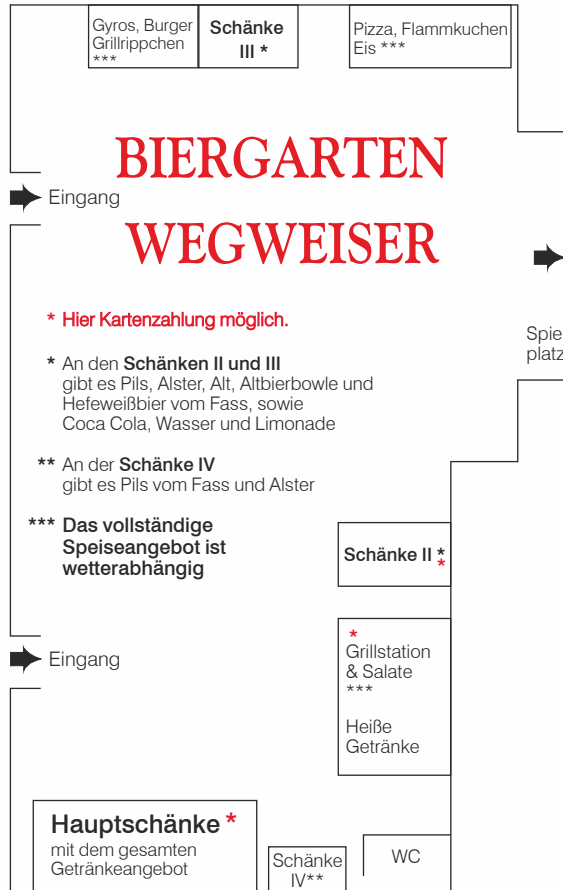 Gyros, Burger
Grillrippchen
***
Schänke
III *
Pizza, Flammkuchen
Eis ***
BIERGARTEN
Eingang
WEGWEISER
* Hier Kartenzahlung möglich.
Spie
platz
* An den Schänken II und III
gibt es Pils, Alster, Alt, Altbierbowle und
Hefeweißbier vom Fass, sowie
Coca Cola, Wasser und Limonade
** An der Schänke IV
gibt es Pils vom Fass und Alster
*** Das vollständige
Speiseangebot ist
wetterabhängig
Schänke II *
*
Eingang
*
Grillstation
& Salate
***
Heiße
Getränke
Hauptschänke *
mit dem gesamten
Getränkeangebot
Schänke
IV**
WC